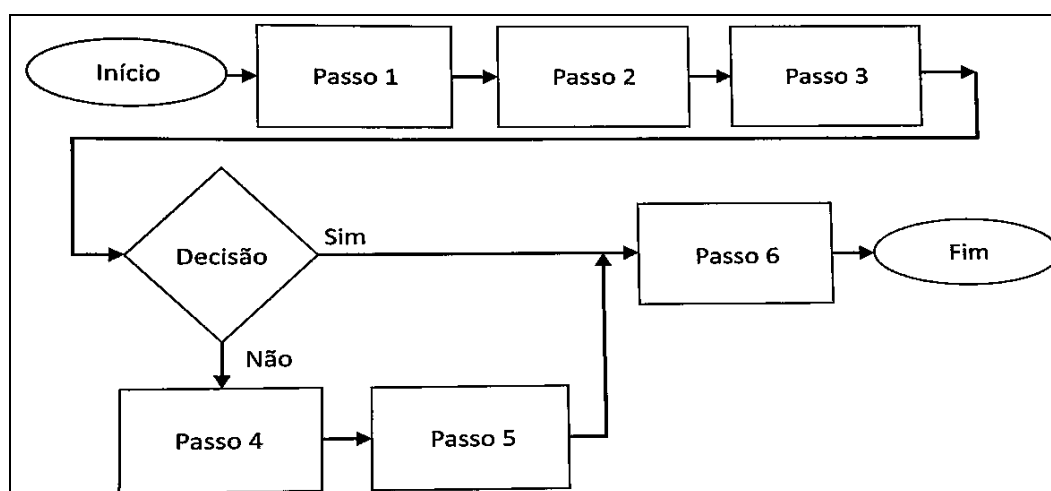 Início
Passo 1
Passo 2
Passo 3
Decisão
Sim
Passo 6
Fim
Não
Passo 4
Passo 5